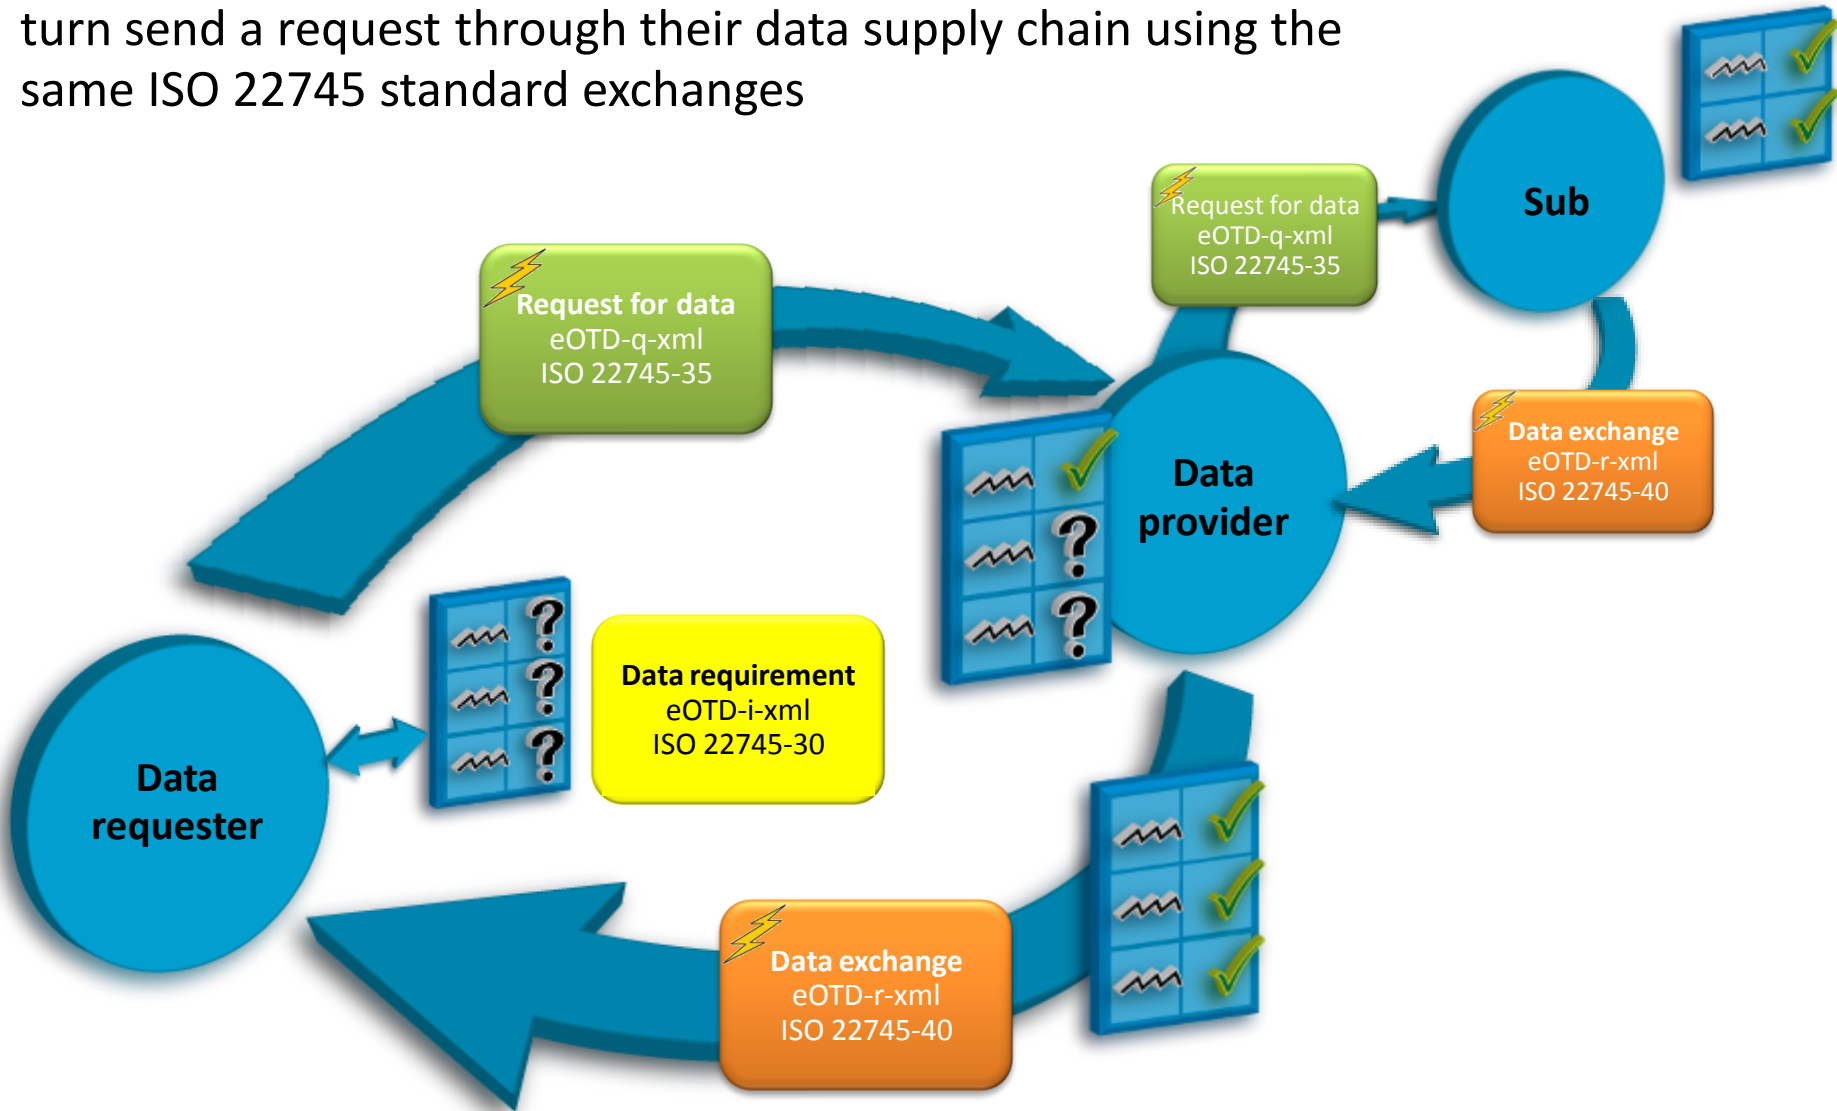 turn send a request through their data supply chain using the
same ISO 22745 standard exchanges
Request for data
eOTD-q-xml
ISO 22745-35
Sub
Request for data
eOTD-q-xml
ISO 22745-35
Data exchange
eOTD-r-xml
ISO 22745-40
Data
provider
Data requirement
eOTD-i-xml
ISO 22745-30
Data
requester
Data exchange
eOTD-r-xml
ISO 22745-40